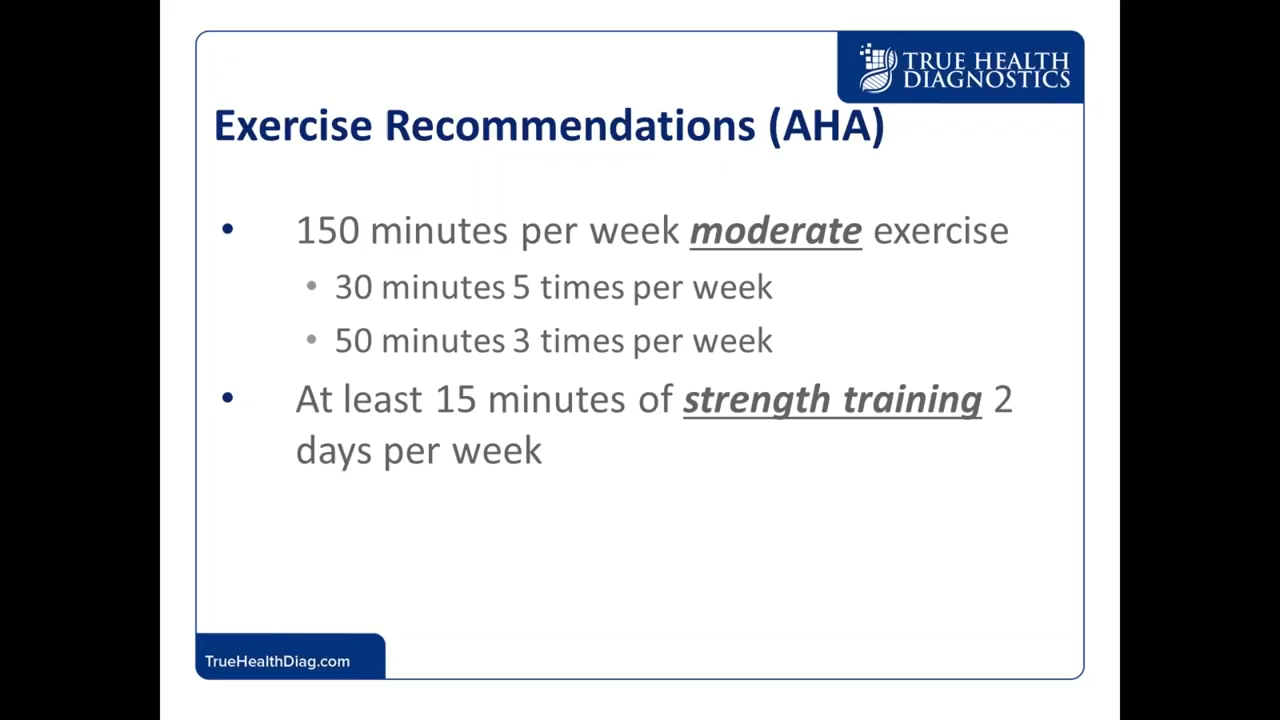 TRUE HEALTH
DIAGNOSTICS
Exercise Recommendations (AHA)
• 150 minutes per week moderate exercise
• 30 minutes 5 times per week
• 50 minutes 3 times per week
• At least 15 minutes of strength training 2
days per week
TrueHealthDiag.com